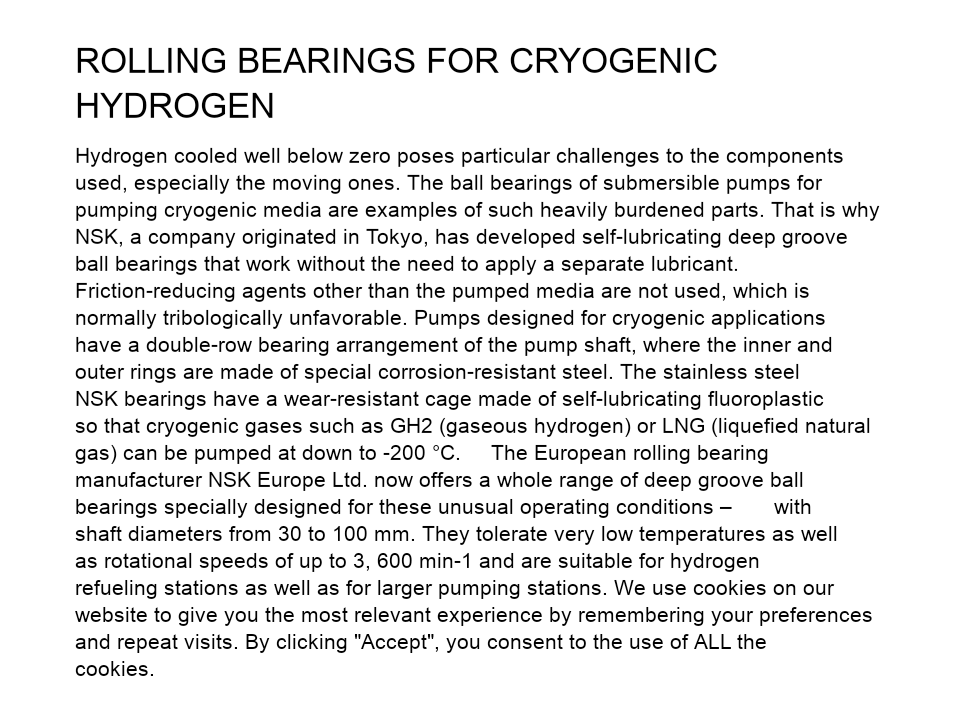 ROLLING BEARINGS FOR CRYOGENIC
HYDROGEN
Hydrogen cooled well below zero poses particular challenges to the components
used, especially the moving ones. The ball bearings of submersible pumps for
pumping cryogenic media are examples of such heavily burdened parts. That is why
NSK, a company originated in Tokyo, has developed self-lubricating deep groove
ball bearings that work without the need to apply a separate lubricant.
Friction-reducing agents other than the pumped media are not used, which is
normally tribologically unfavorable. Pumps designed for cryogenic applications
have a double-row bearing arrangement of the pump shaft, where the inner and
outer rings are made of special corrosion-resistant steel. The stainless steel
NSK bearings have a wear-resistant cage made of self-lubricating fluoroplastic
so that cryogenic gases such as GH2 (gaseous hydrogen) or LNG (liquefied natural
gas) can be pumped at down to -200 °C. The European rolling bearing
manufacturer NSK Europe Ltd. now offers a whole range of deep groove ball
bearings specially designed for these unusual operating conditions – with
shaft diameters from 30 to 100 mm. They tolerate very low temperatures as well
as rotational speeds of up to 3, 600 min-1 and are suitable for hydrogen
refueling stations as well as for larger pumping stations. We use cookies on our
website to give you the most relevant experience by remembering your preferences
and repeat visits. By clicking "Accept", you consent to the use of ALL the
cookies.